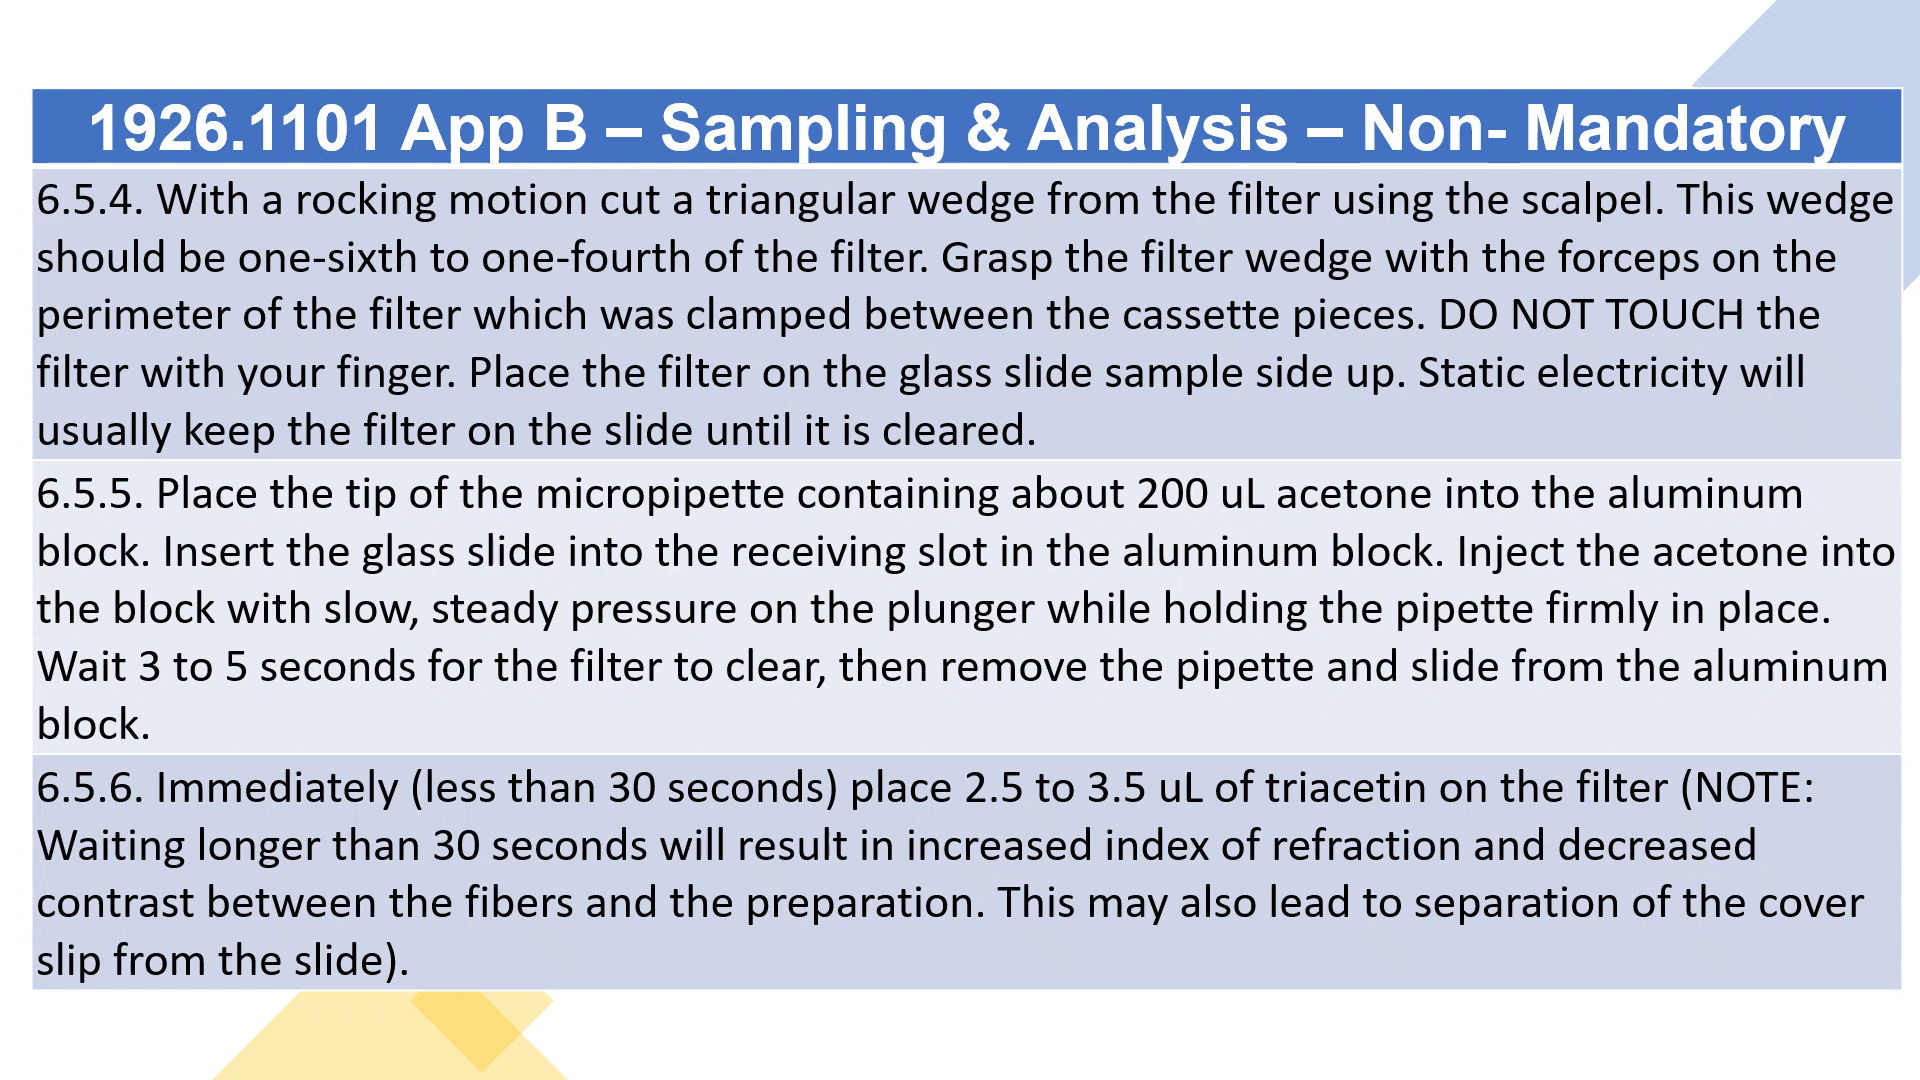 1926.1101 App B – Sampling & Analysis – Non- Mandatory
6.5.4. With a rocking motion cut a triangular wedge from the filter using the scalpel. This wedge
should be one-sixth to one-fourth of the filter. Grasp the filter wedge with the forceps on the
perimeter of the filter which was clamped between the cassette pieces. DO NOT TOUCH the
filter with your finger. Place the filter on the glass slide sample side up. Static electricity will
usually keep the filter on the slide until it is cleared.
6.5.5. Place the tip of the micropipette containing about 200 uL acetone into the aluminum
block. Insert the glass slide into the receiving slot in the aluminum block. Inject the acetone into
the block with slow, steady pressure on the plunger while holding the pipette firmly in place.
Wait 3 to 5 seconds for the filter to clear, then remove the pipette and slide from the aluminum
block.
6.5.6. Immediately (less than 30 seconds) place 2.5 to 3.5 uL of triacetin on the filter (NOTE:
Waiting longer than 30 seconds will result in increased index of refraction and decreased
contrast between the fibers and the preparation. This may also lead to separation of the cover
slip from the slide).